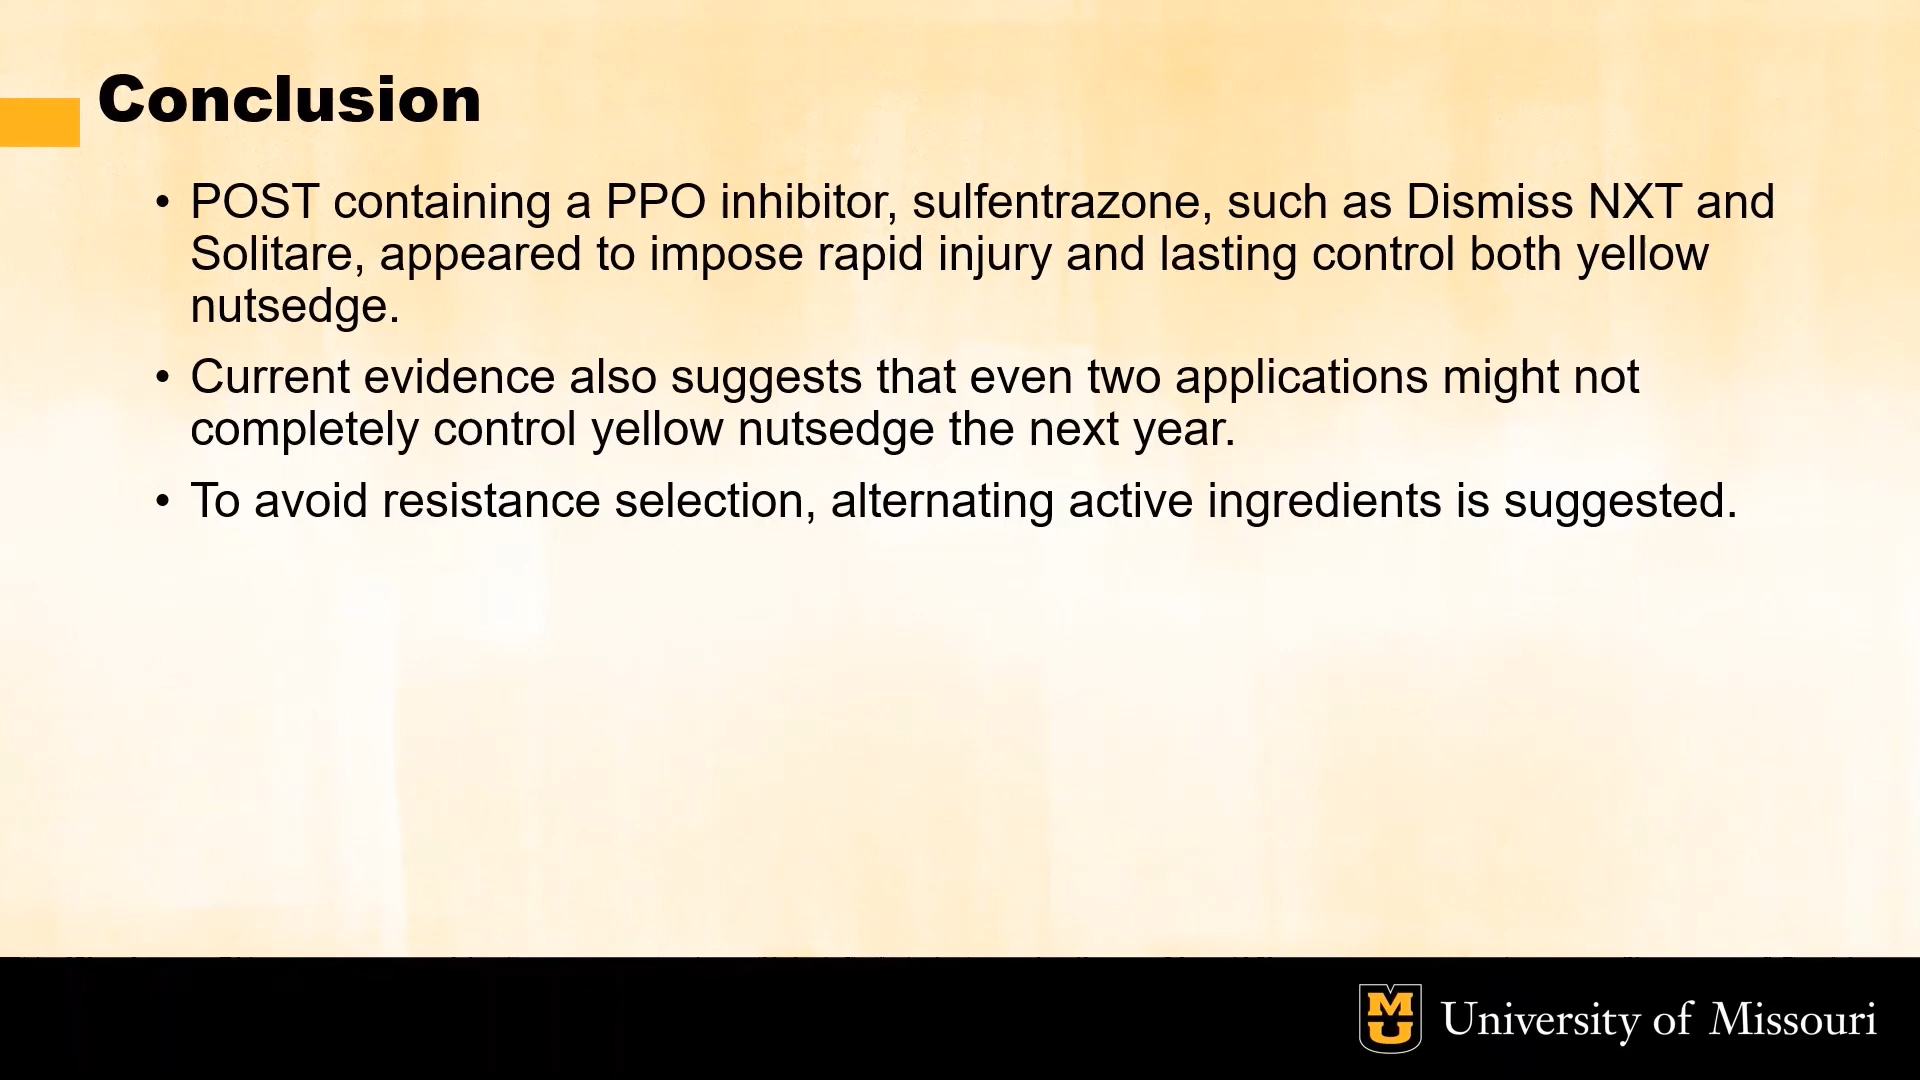 Conclusion
• POST containing a PPO inhibitor, sulfentrazone, such as Dismiss NXT and
Solitare, appeared to impose rapid injury and lasting control both yellow
nutsedge.
• Current evidence also suggests that even two applications might not
completely control yellow nutsedge the next year.
• To avoid resistance selection, alternating active ingredients is suggested.
MU University of Missouri